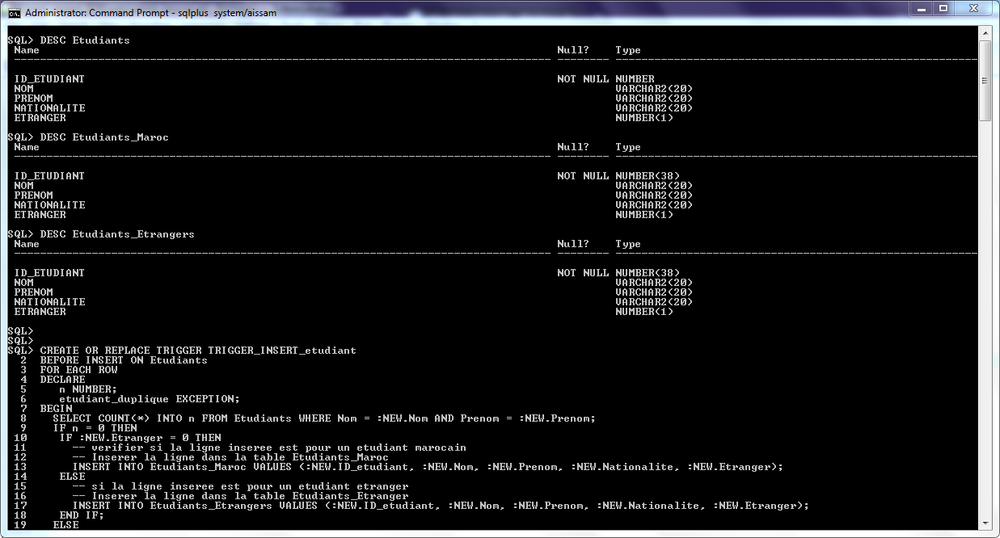 Administrator: Command Prompt - sqlplus system/aissam
SQL> DESC Etudiants
Name Null? Type
ID_ETUDIANT NOT NULL NUMBER
NOM VARCHAR2(20)
PRENOM VARCHAR2(20)
NATIONALITE VARCHAR2(20)
ETRANGER NUMBER(1)
SQL> DESC Etudiants_Maroc
Name Null? Type
ID_ETUDIANT NOT NULL NUMBER(38)
NOM VARCHAR2(20)
PRENOM VARCHAR2(20)
NATIONALITE VARCHAR2(20)
ETRANGER NUMBER(1)
SQL> DESC Etudiants_Etrangers
Name Null? Type
ID_ETUDIANT NOT NULL NUMBER(38)
NOM VARCHAR2(20)
PRENOM VARCHAR2(20)
NATIONALITE VARCHAR2(20)
ETRANGER NUMBER(1)
SQL>
SQL>
SQL> CREATE OR REPLACE TRIGGER TRIGGER_INSERT_etudiant
2 BEFORE INSERT ON Etudiants
3 FOR EACH ROW
4 DECLARE
5 n NUMBER;
6 etudiant_duplique EXCEPTION;
7 BEGIN
8 SELECT COUNT(*) INTO n FROM Etudiants WHERE Nom = :NEW.Nom AND Prenom = :NEW.Prenom;
9 IF n = 0 THEN
10 IF :NEW.Etranger = 0 THEN
11 -- verifier si la ligne inseree est pour un etudiant marocain
12 -- Inserer la ligne dans la table Etudiants_Maroc
13 INSERT INTO Etudiants_Maroc VALUES (:NEW.ID_etudiant, :NEW.Nom, :NEW.Prenom, :NEW.Nationalite, :NEW.Etranger);
14 ELSE
15 -- si la ligne inseree est pour un etudiant etranger
16 -- Inserer la ligne dans la table Etudiants_Etranger
17 INSERT INTO Etudiants_Etrangers VALUES (:NEW.ID_etudiant, :NEW.Nom, :NEW.Prenom, :NEW.Nationalite, :NEW.Etranger);
18 END IF;
19 ELSE